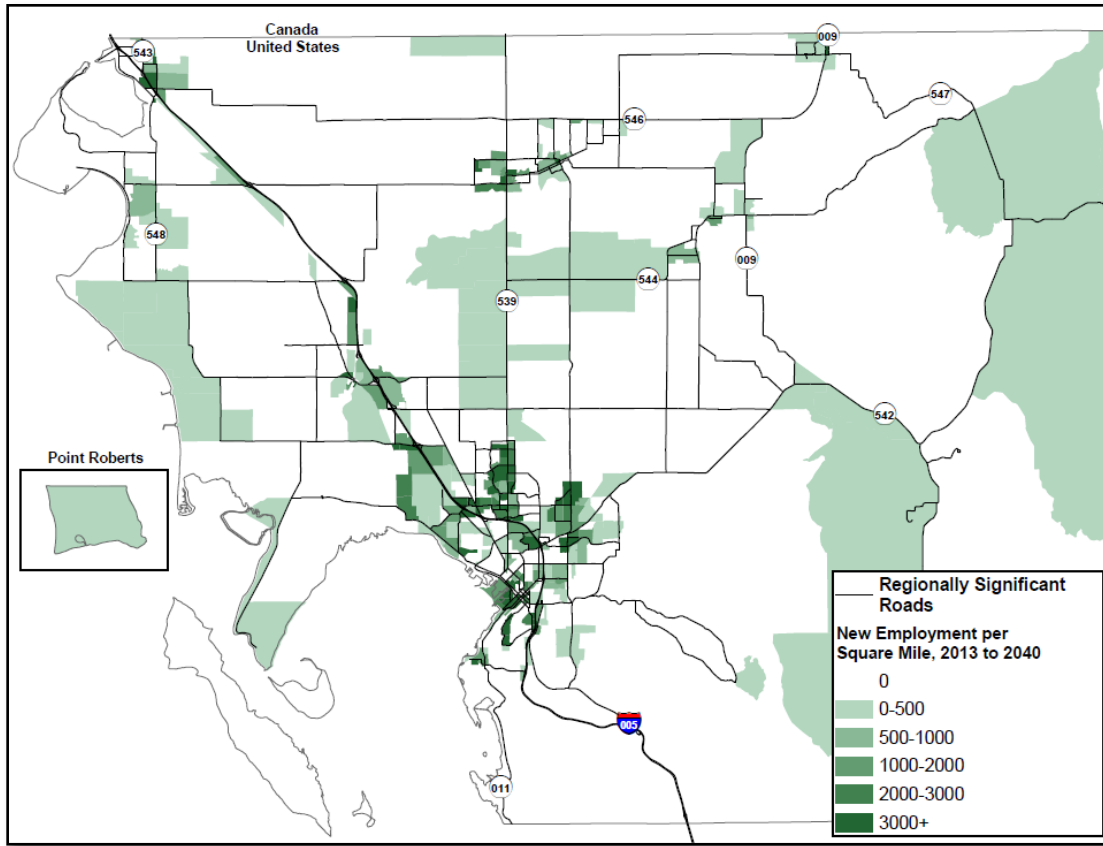 Canada
United States
543
009
547
546
548
009
544
539
542
Point Roberts
005
011
Regionally Significant
Roads
New Employment per
Square Mile, 2013 to 2040
0
0-500
500-1000
1000-2000
2000-3000
3000+